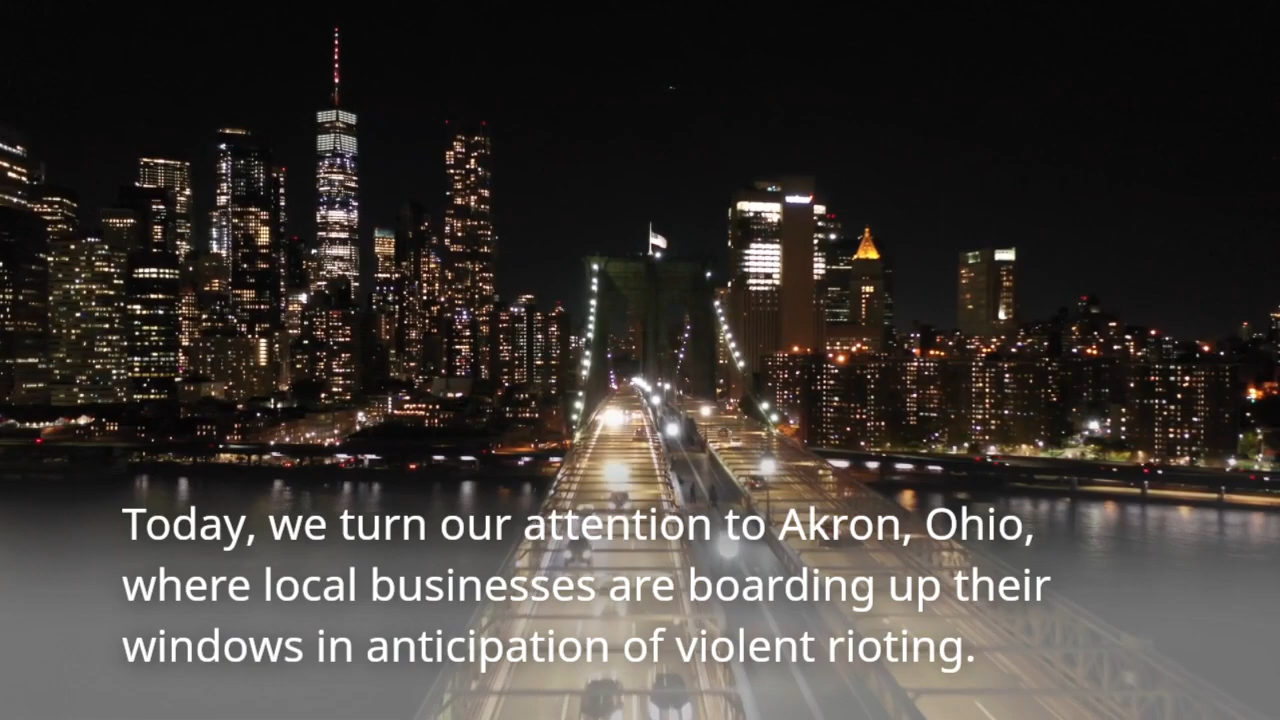 Today, we turn our attention to Akron, Ohio,
where local businesses are boarding up their
windows in anticipation of violent rioting.